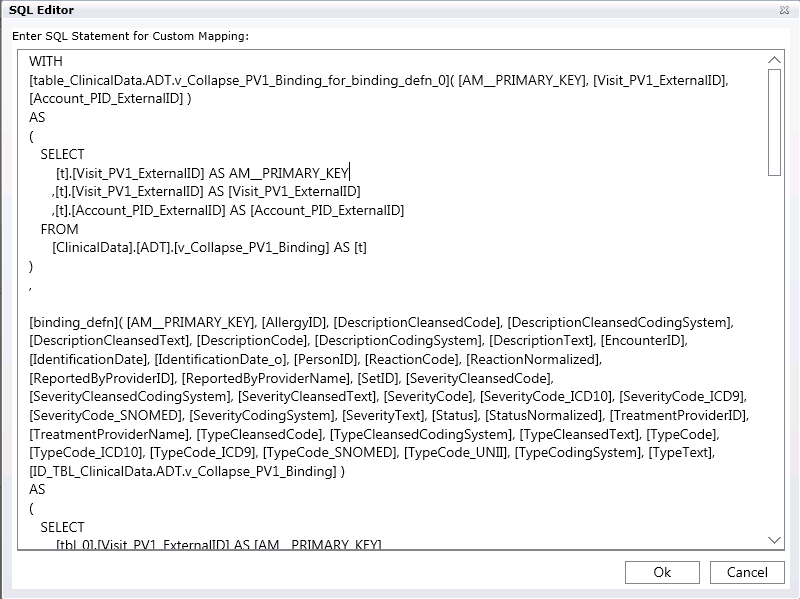 SQL Editor
Enter SQL Statement for Custom Mapping:
WITH
[table_ClinicalData.ADT.v_Collapse_PV1_Binding_for_binding_defn_0]( [AM__PRIMARY_KEY], [Visit_PV1_ExternalID],
[Account_PID_ExternalID] )
AS
(
SELECT
[t].[Visit_PV1_ExternalID] AS AM__PRIMARY_KEY
,[t].[Visit_PV1_ExternalID] AS [Visit_PV1_ExternalID]
,[t].[Account_PID_ExternalID] AS [Account_PID_ExternalID]
FROM
[ClinicalData].[ADT].[v_Collapse_PV1_Binding] AS [t]
)
,
[binding_defn]( [AM__PRIMARY_KEY], [AllergyID], [DescriptionCleansedCode], [DescriptionCleansedCodingSystem],
[DescriptionCleansedText], [DescriptionCode], [DescriptionCodingSystem], [DescriptionText], [EncounterID],
[IdentificationDate], [IdentificationDate_o], [PersonID], [ReactionCode], [ReactionNormalized],
[ReportedByProviderID], [ReportedByProviderName], [SetID], [SeverityCleansedCode],
[SeverityCleansedCodingSystem], [SeverityCleansedText], [SeverityCode], [SeverityCode_ICD10], [SeverityCode_ICD9],
[SeverityCode_SNOMED], [SeverityCodingSystem], [SeverityText], [Status], [StatusNormalized], [TreatmentProviderID],
[TreatmentProviderName], [TypeCleansedCode], [TypeCleansedCodingSystem], [TypeCleansedText], [TypeCode],
[TypeCode_ICD10], [TypeCode_ICD9], [TypeCode_SNOMED], [TypeCode_UNII], [TypeCodingSystem], [TypeText],
[ID_TBL_ClinicalData.ADT.v_Collapse_PV1_Binding] )
AS
(
SELECT
[tbl_0].[Visit_PV1_ExternalID] AS [AM__PRIMARY_KEY]
Ok
Cancel